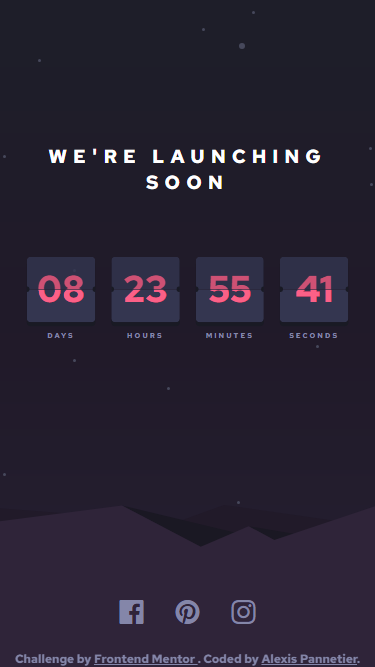 WE'RE LAUNCHING
SOON
08 23 55 41
DAYS HOURS MINUTES SECONDS
Challenge by Frontend Mentor . Coded by Alexis Pannetier.